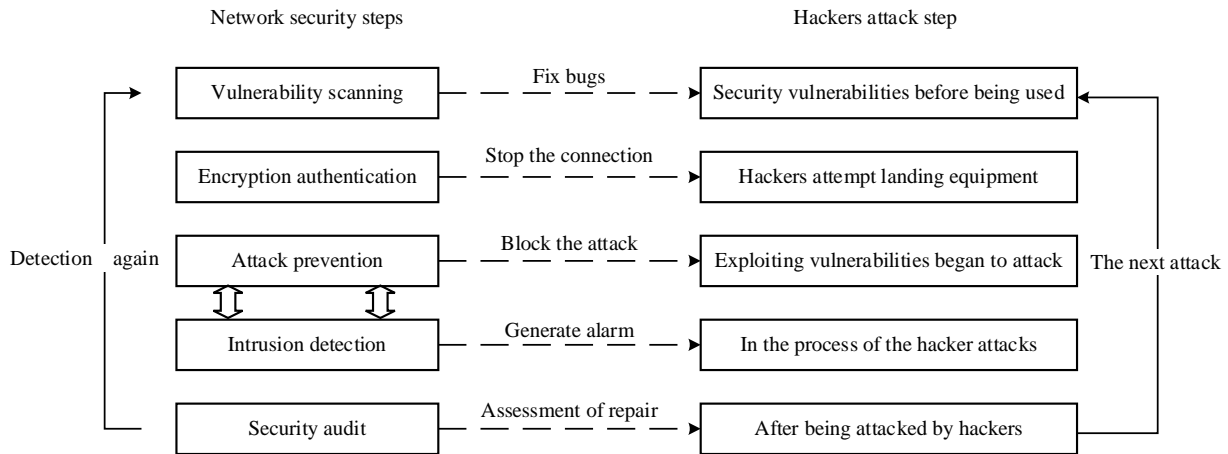 Network security steps
Hackers attack step
Vulnerability scanning
Fix bugs
Security vulnerabilities before being used
Encryption authentication
Stop the connection
Hackers attempt landing equipment
Detection again
Attack prevention
Block the attack
Exploiting vulnerabilities began to attack
The next attack
Intrusion detection
Generate alarm
In the process of the hacker attacks
Security audit
Assessment of repair
After being attacked by hackers